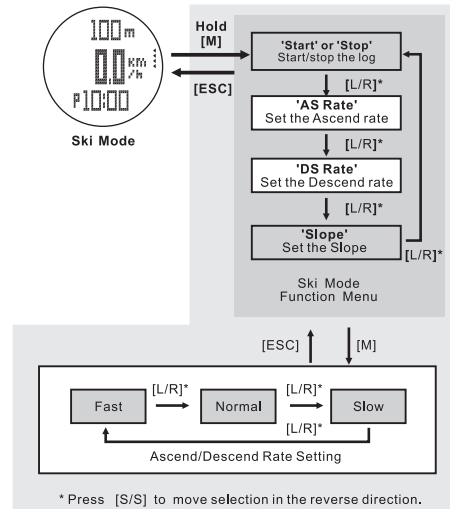 100 m
0.0 KM
/h
P10:00
Ski Mode
Hold
[M]
[ESC]
'Start' or 'Stop'
Start/stop the log
[L/R]*
'AS Rate'
Set the Ascend rate
[L/R]*
'DS Rate'
Set the Descend rate
[L/R]*
'Slope'
Set the Slope
[L/R]*
Ski Mode
Function Menu
[ESC]
[M]
[L/R]*
[L/R]*
Fast
Normal
Slow
[L/R]*
Ascend/Descend Rate Setting
* Press [S/S] to move selection in the reverse direction.